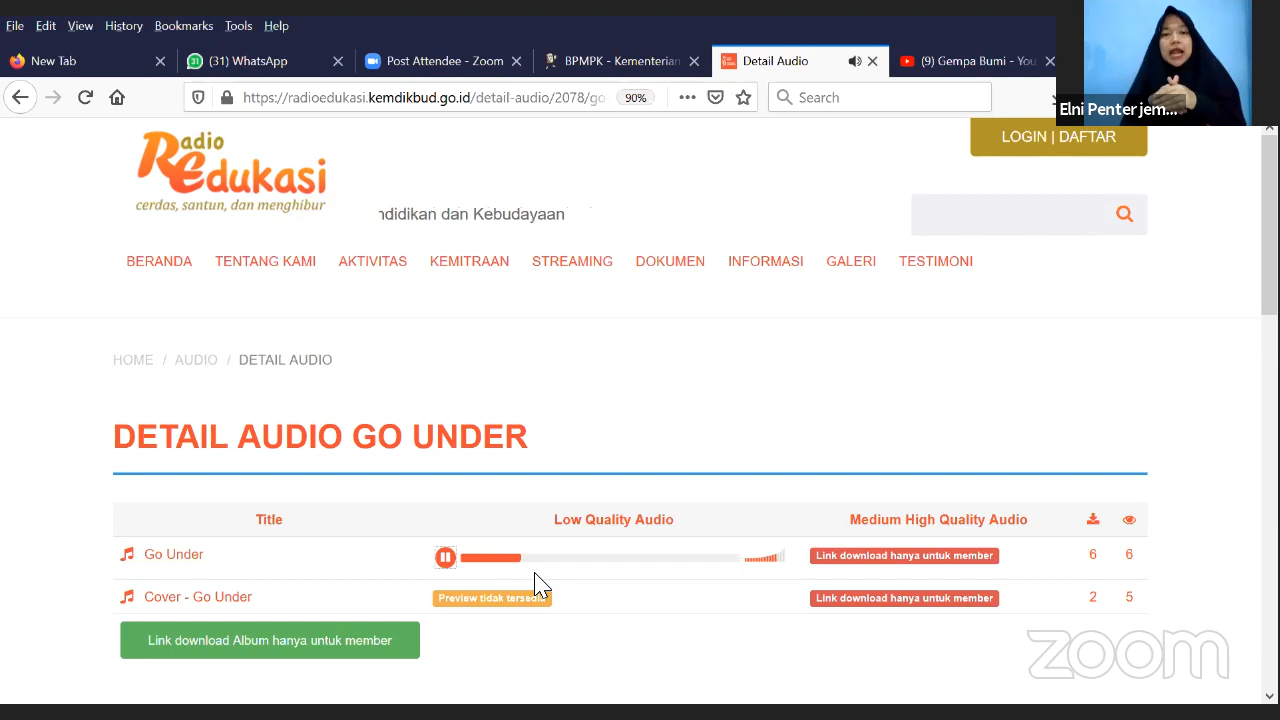 File Edit View History Bookmarks Tools Help
New Tab
(31) WhatsApp
Post Attendee - Zoom
BPMPK - Kementerian
Detail Audio
(9) Gempa Bumi - You
https://radioedukasi.kemdikbud.go.id/detail-audio/2078/go
90%
Search
Elni Penterjem...
Radio Edukasi
cerdas, santun, dan menghibur
LOGIN | DAFTAR
ndidikan dan Kebudayaan
BERANDA TENTANG KAMI AKTIVITAS KEMITRAAN STREAMING DOKUMEN INFORMASI GALERI TESTIMONI
HOME / AUDIO / DETAIL AUDIO
DETAIL AUDIO GO UNDER
Title Low Quality Audio Medium High Quality Audio
Go Under Link download hanya untuk member 6 6
Cover - Go Under Preview tidak tersedia Link download hanya untuk member 2 5
Link download Album hanya untuk member
zoom